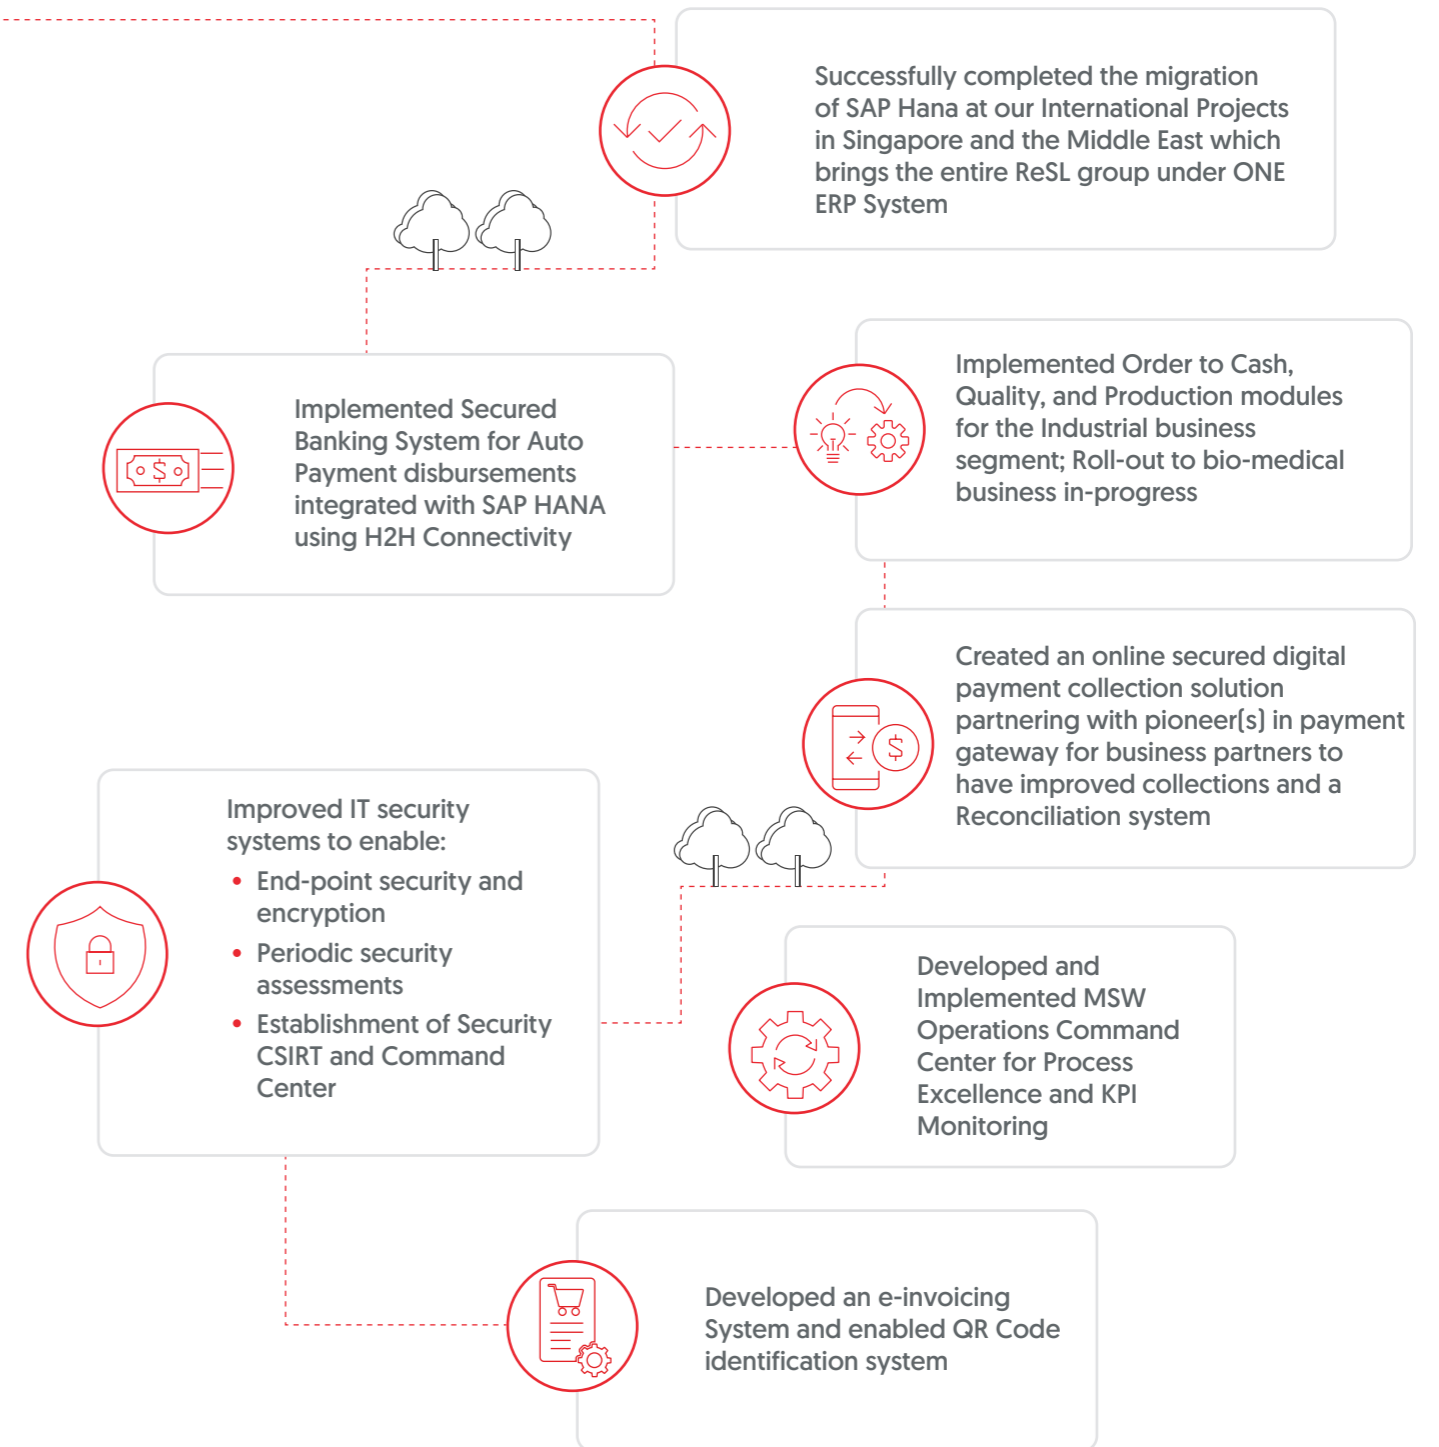 Successfully completed the migration
of SAP Hana at our International Projects
in Singapore and the Middle East which
brings the entire ReSL group under ONE
ERP System
Implemented Secured
Banking System for Auto
Payment disbursements
integrated with SAP HANA
using H2H Connectivity
Implemented Order to Cash,
Quality, and Production modules
for the Industrial business
segment; Roll-out to bio-medical
business in-progress
Created an online secured digital
payment collection solution
partnering with pioneer(s) in payment
gateway for business partners to
have improved collections and a
Reconciliation system
Improved IT security
systems to enable:
• End-point security and
encryption
• Periodic security
assessments
• Establishment of Security
CSIRT and Command
Center
Developed and
Implemented MSW
Operations Command
Center for Process
Excellence and KPI
Monitoring
Developed an e-invoicing
System and enabled QR Code
identification system